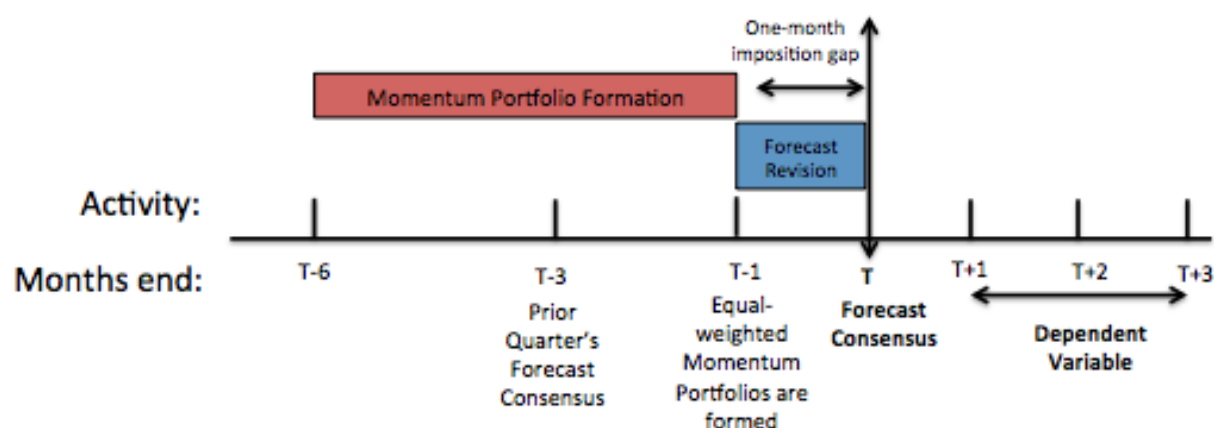 One-month
imposition gap
Momentum Portfolio Formation
Forecast
Revision
Activity:
Months end:
T-6
T-3
T-1
T
T+1
T+2
T+3
Prior
Quarter's
Forecast
Consensus
Equal-
weighted
Momentum
Portfolios are
formed
Forecast
Consensus
Dependent
Variable